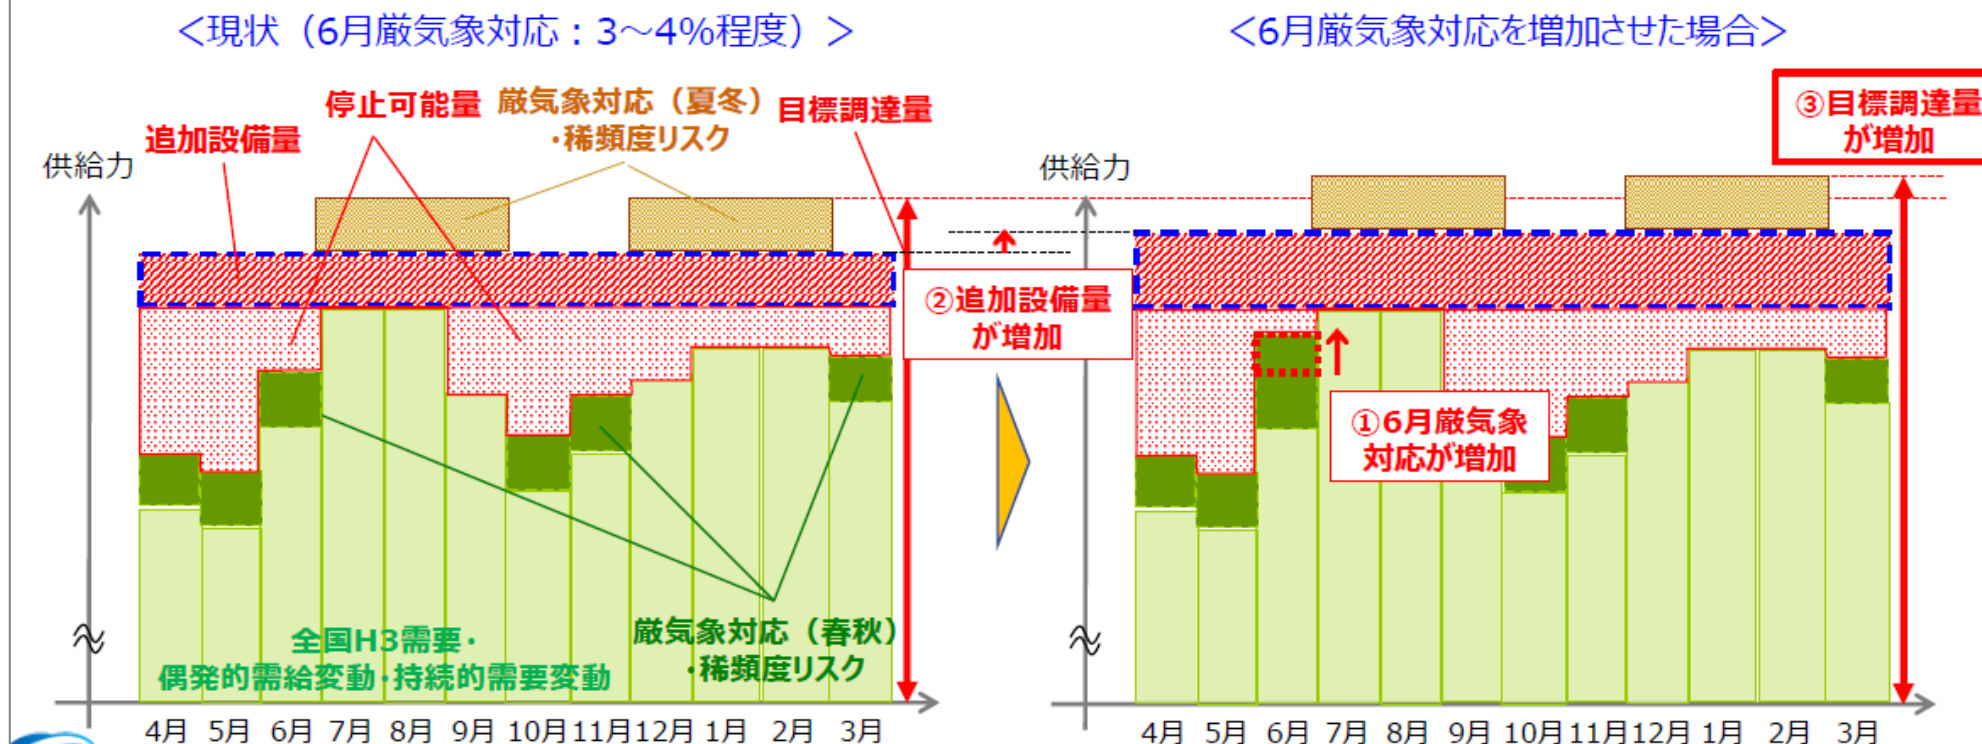 ＜現状（6月厳気象対応：3～4%程度）＞
停止可能量
厳気象対応（夏冬）
・稀頻度リスク
目標調達量
追加設備量
供給力
②追加設備量
が増加
全国H3需要・
偶発的需給変動・持続的需要変動
厳気象対応（春秋）
・稀頻度リスク
4月 5月 6月 7月 8月 9月 10月 11月 12月 1月 2月 3月
＜6月厳気象対応を増加させた場合＞
③目標調達量
が増加
供給力
①6月厳気象
対応が増加
4月 5月 6月 7月 8月 9月 10月 11月 12月 1月 2月 3月